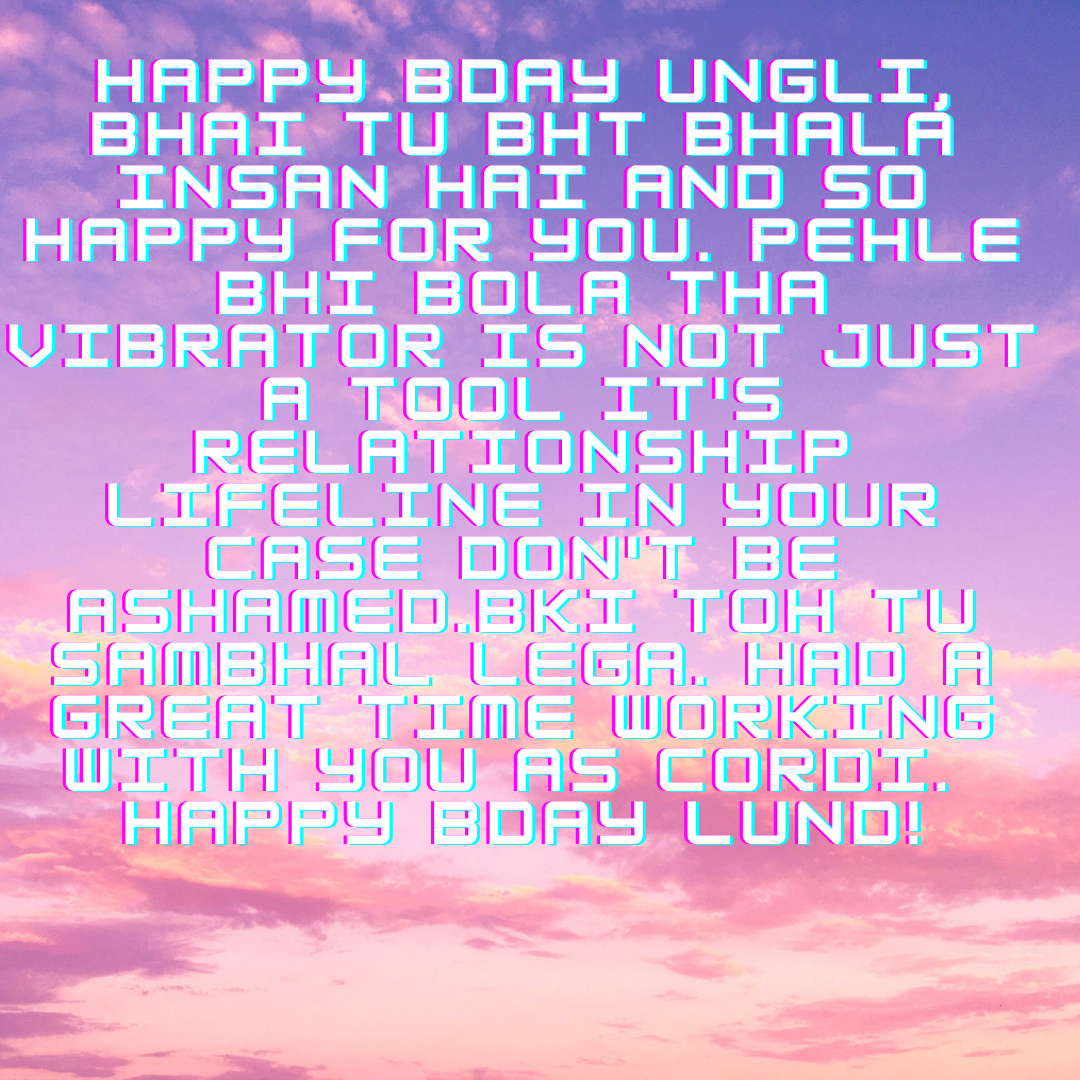 HAPPY BDAY UNGLI,
BHAI TU BHT BHALA
INSAN HAI AND SO
HAPPY FOR YOU. PEHLE
BHI BOLA THA
VIBRATOR IS NOT JUST
A TOOL IT'S
RELATIONSHIP
LIFELINE IN YOUR
CASE DON'T BE
ASHAMED.BKI TOH TU
SAMBHAL LEGA. HAD A
GREAT TIME WORKING
WITH YOU AS CORDI.
HAPPY BDAY LUND!